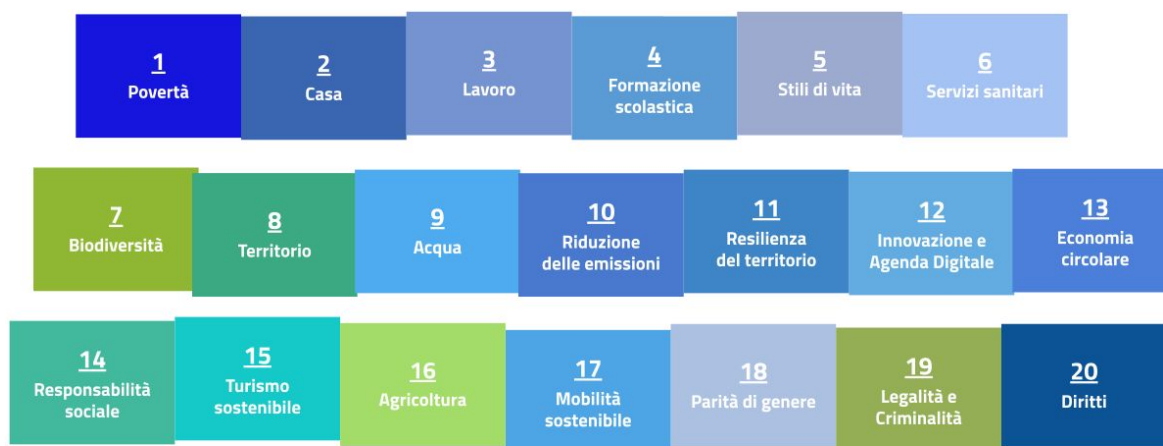 1
Povertà
2
Casa
3
Lavoro
4
Formazione
scolastica
5
Stili di vita
6
Servizi sanitari
7
Biodiversità
8
Territorio
9
Acqua
10
Riduzione
delle emissioni
11
Resilienza
del territorio
12
Innovazione e
Agenda Digitale
13
Economia
circolare
14
Responsabilità
sociale
15
Turismo
sostenibile
16
Agricoltura
17
Mobilità
sostenibile
18
Parità di genere
19
Legalità e
Criminalità
20
Diritti